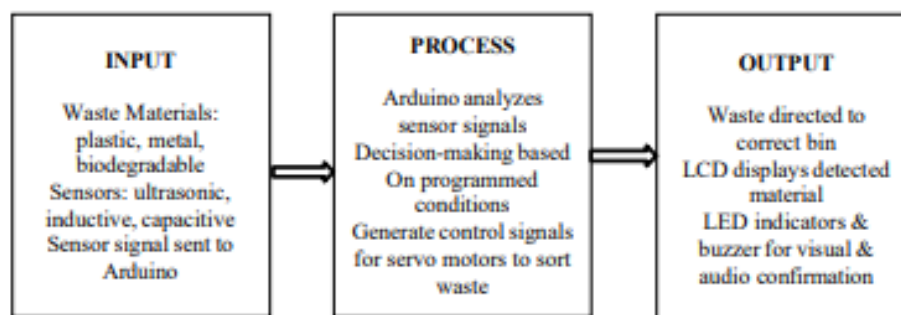 INPUT
Waste Materials:
plastic, metal,
biodegradable
Sensors: ultrasonic,
inductive, capacitive
Sensor signal sent to
Arduino
PROCESS
Arduino analyzes
sensor signals
Decision-making based
On programmed
conditions
Generate control signals
for servo motors to sort
waste
OUTPUT
Waste directed to
correct bin
LCD displays detected
material
LED indicators &
buzzer for visual &
audio confirmation